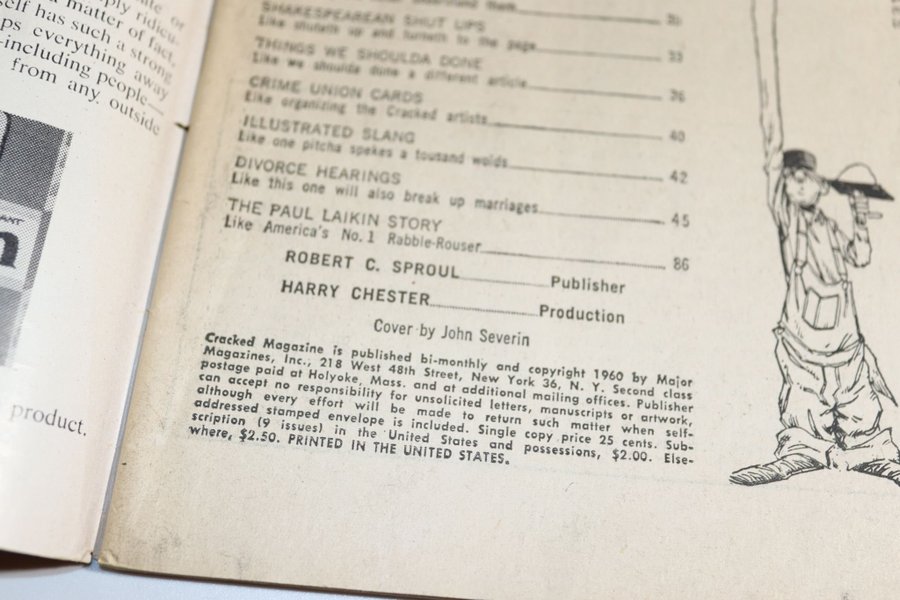 ply ridicu-
a matter of fact,
self has such a strong
ps everything away
-including people—
from any outside
ANT
n
product.
SHAKESPEAREAN SHUT UPS
Like shuteth up and turneth to the page 33
THINGS WE SHOULDA DONE
Like we shoulda done a different article 36
CRIME UNION CARDS
Like organizing the Cracked artists 40
ILLUSTRATED SLANG
Like one pitcha spekes a tousand woids 42
DIVORCE HEARINGS
Like this one will also break up marriages 45
THE PAUL LAIKIN STORY
Like America's No. 1 Rabble-Rouser 86
ROBERT C. SPROUL Publisher
HARRY CHESTER Production
Cover by John Severin
Cracked Magazine is published bi-monthly and copyright 1960 by Major
Magazines, Inc., 218 West 48th Street, New York 36, N. Y. Second class
postage paid at Holyoke, Mass. and at additional mailing offices. Publisher
can accept no responsibility for unsolicited letters, manuscripts or artwork,
although every effort will be made to return such matter when self-
addressed stamped envelope is included. Single copy price 25 cents. Sub-
scription (9 issues) in the United States and possessions, $2.00. Else-
where, $2.50. PRINTED IN THE UNITED STATES.